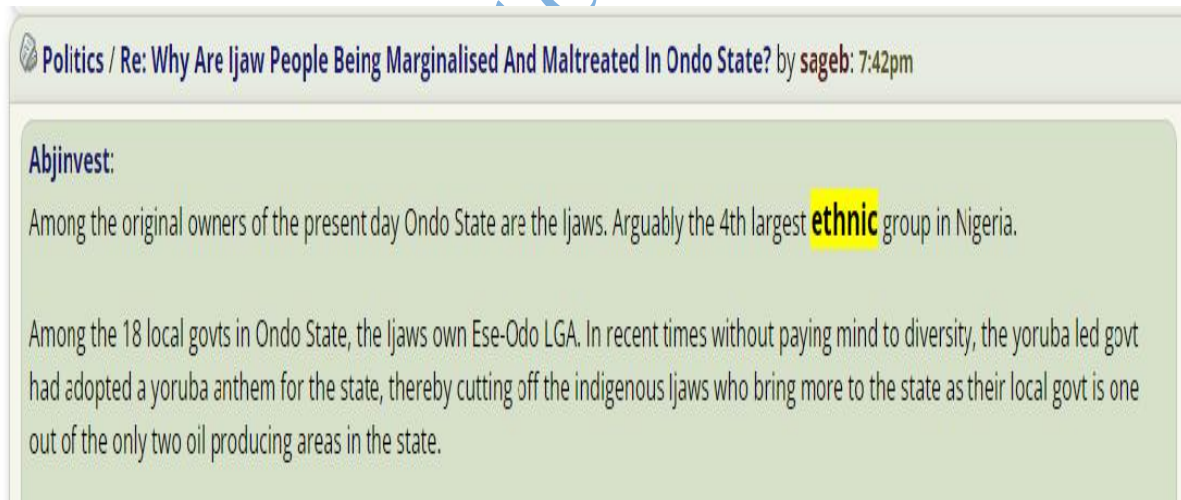 Politics / Re: Why Are Ijaw People Being Marginalised And Maltreated In Ondo State? by sageb: 7:42pm
Abjinvest:
Among the original owners of the present day Ondo State are the Ijaws. Arguably the 4th largest ethnic group in Nigeria.
Among the 18 local govts in Ondo State, the Ijaws own Ese-Odo LGA. In recent times without paying mind to diversity, the yoruba led govt
had adopted a yoruba anthem for the state, thereby cutting off the indigenous Ijaws who bring more to the state as their local govt is one
out of the only two oil producing areas in the state.